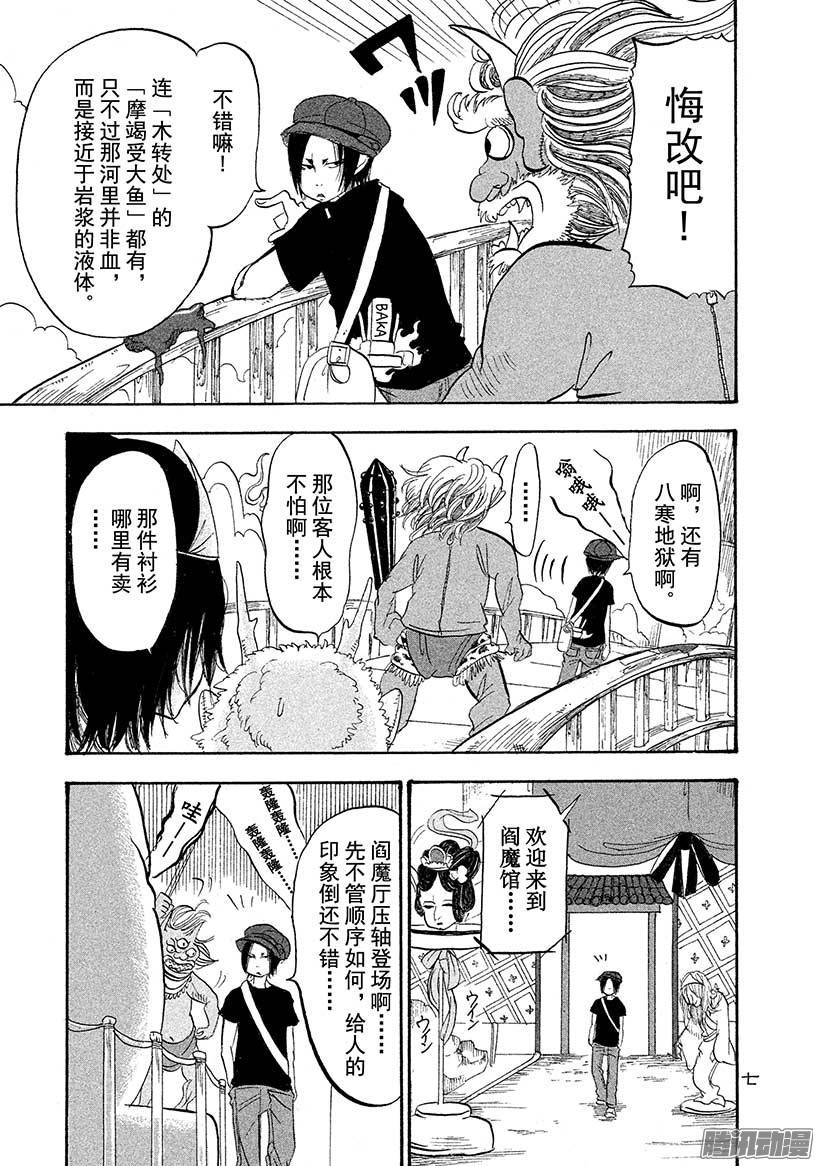 悔改吧！
不错嘛！
连「木转处」的
「摩竭受大鱼」都有，
只不过那河里并非血，
而是接近于岩浆的液体。
BAKA
啊，还有
八寒地狱啊。
嗡哦哦——
……
那位客人根本
不怕啊……
那件衬衫
哪里有卖
……
欢迎来到
阎魔馆……
ウイン
ウイン
阎魔厅压轴登场啊……
先不管顺序如何，给人的
印象倒还不错……
轰隆轰隆…
轰隆轰隆…
哇——
七
腾讯动漫